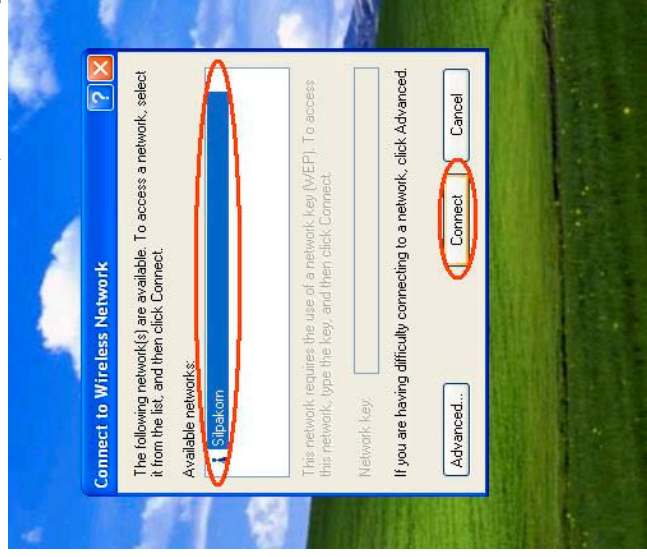 Connect to Wireless Network
The following network(s) are available. To access a network, select
it from the list, and then click Connect.
Available networks:
Silpakorn
This network requires the use of a network key (WEP). To access
this network, type the key, and then click Connect.
Network key:
If you are having difficulty connecting to a network, click Advanced.
Advanced...
Connect
Cancel